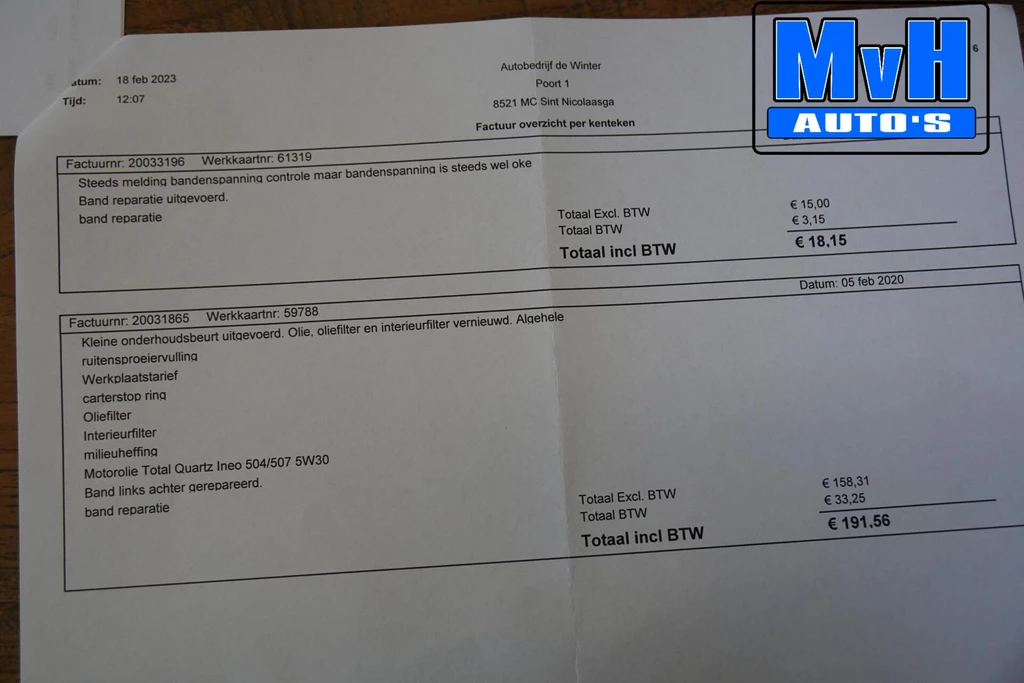 MvH
AUTO'S
6
Datum: 18 feb 2023
Tijd: 12:07
Autobedrijf de Winter
Poort 1
8521 MC Sint Nicolaasga
Factuur overzicht per kenteken
Factuurnr: 20033196 Werkkaartnr: 61319
Steeds melding bandenspanning controle maar bandenspanning is steeds wel oke
Band reparatie uitgevoerd.
band reparatie
Totaal Excl. BTW € 15,00
Totaal BTW € 3,15
Totaal incl BTW € 18,15
Factuurnr: 20031865 Werkkaartnr: 59788 Datum: 05 feb 2020
Kleine onderhoudsbeurt uitgevoerd. Olie, oliefilter en interieurfilter vernieuwd. Algehele
ruitensproeiervulling
Werkplaatstarief
carterstop ring
Oliefilter
Interieurfilter
milieuheffing
Motorolie Total Quartz Ineo 504/507 5W30
Band links achter gerepareerd.
band reparatie
Totaal Excl. BTW € 158,31
Totaal BTW € 33,25
Totaal incl BTW € 191,56